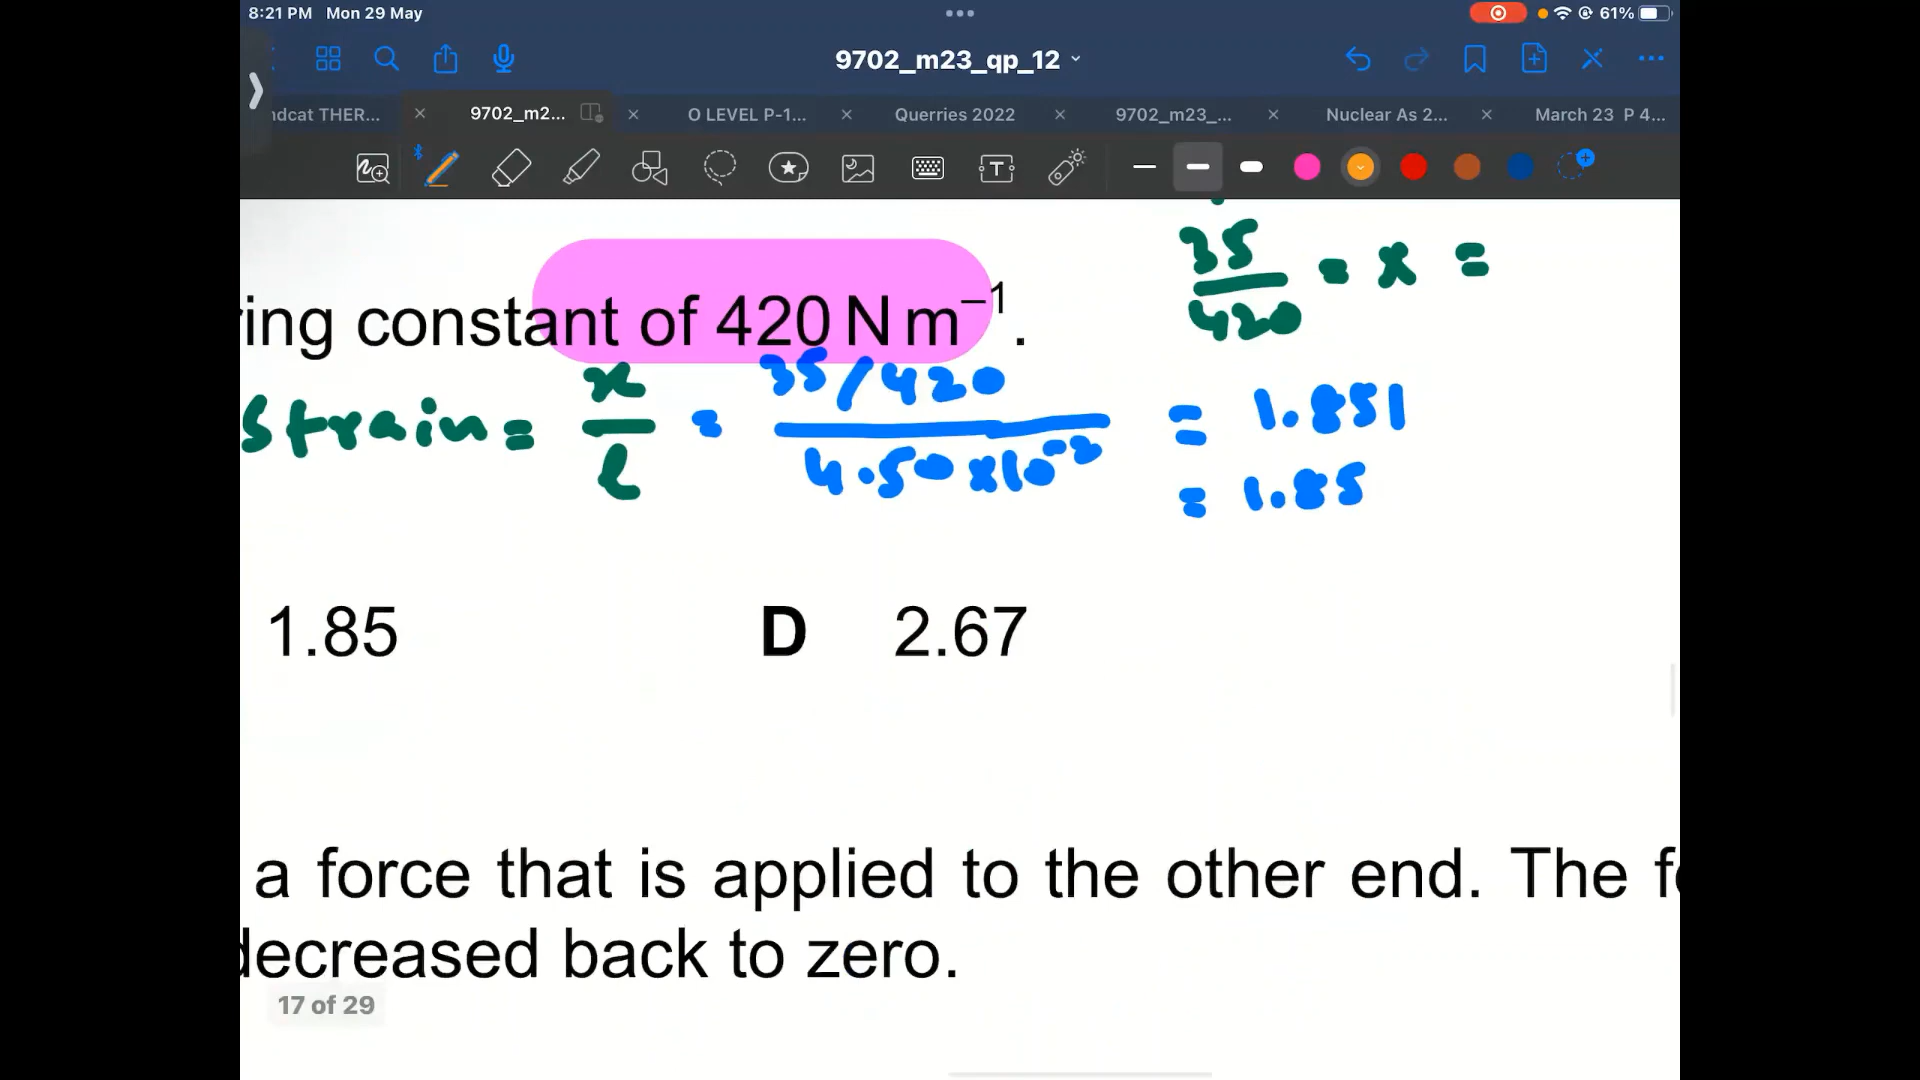 8:21 PM Mon 29 May
61%
9702_m23_qp_12
ndcat THER...
9702_m2...
O LEVEL P-1...
Querries 2022
9702_m23_...
Nuclear As 2...
March 23 P 4...
35/420 = x =
ring constant of 420 N m⁻¹.
Strain = x/l = (35/420)/(4.50 x10⁻²) = 1.851
= 1.85
1.85 D 2.67
a force that is applied to the other end. The fo
decreased back to zero.
17 of 29